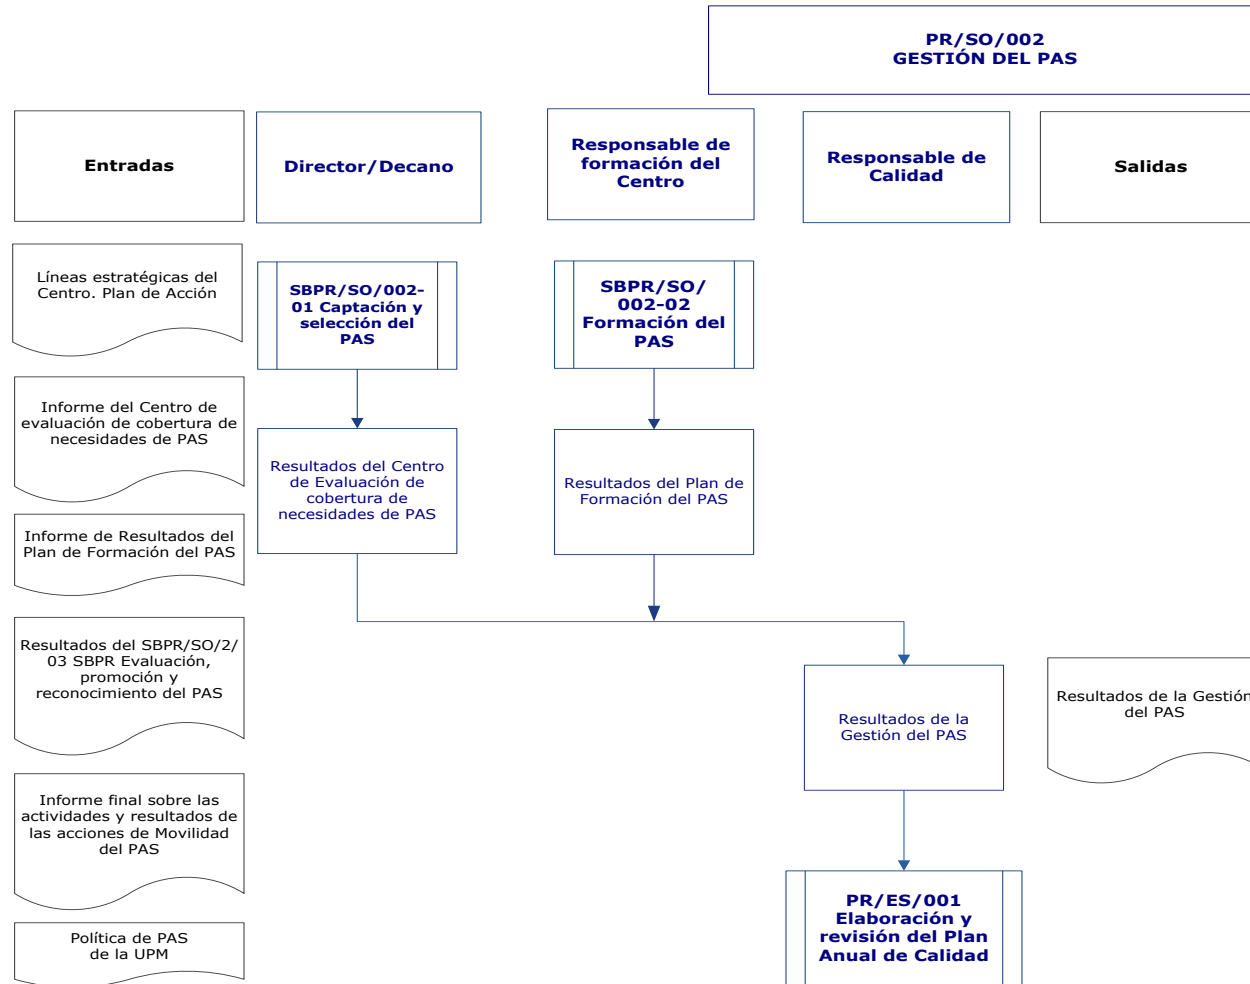 PR/SO/002
GESTIÓN DEL PAS
Entradas
Director/Decano
Responsable de
formación del
Centro
Responsable de
Calidad
Salidas
Líneas estratégicas del
Centro. Plan de Acción
SBPR/SO/002-
01 Captación y
selección del
PAS
SBPR/SO/
002-02
Formación del
PAS
Informe del Centro de
evaluación de cobertura de
necesidades de PAS
Resultados del Centro
de Evaluación de
cobertura de
necesidades de PAS
Resultados del Plan de
Formación del PAS
Informe de Resultados del
Plan de Formación del PAS
Resultados del SBPR/SO/2/
03 SBPR Evaluación,
promoción y
reconocimiento del PAS
Resultados de la
Gestión del PAS
Resultados de la Gestión
del PAS
Informe final sobre las
actividades y resultados de
las acciones de Movilidad
del PAS
PR/ES/001
Elaboración y
revisión del Plan
Anual de Calidad
Política de PAS
de la UPM